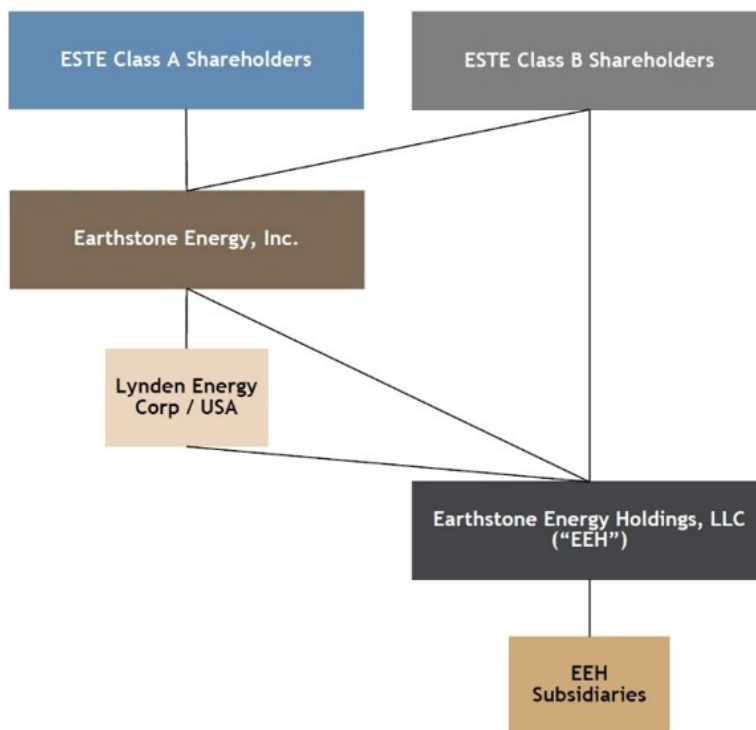 ESTE Class A Shareholders
ESTE Class B Shareholders
Earthstone Energy, Inc.
Lynden Energy
Corp / USA
Earthstone Energy Holdings, LLC
(“EEH”)
EEH
Subsidiaries